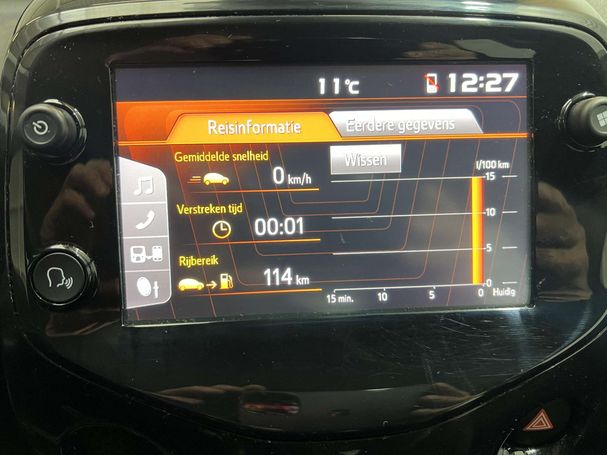 11°C 12:27
Reisinformatie Eerdere gegevens
Gemiddelde snelheid
0 km/h
Wissen
l/100 km
15
Verstreken tijd
10
00:01
5
Rijbereik
114 km
0
15 min. 10 5 0 Huidig